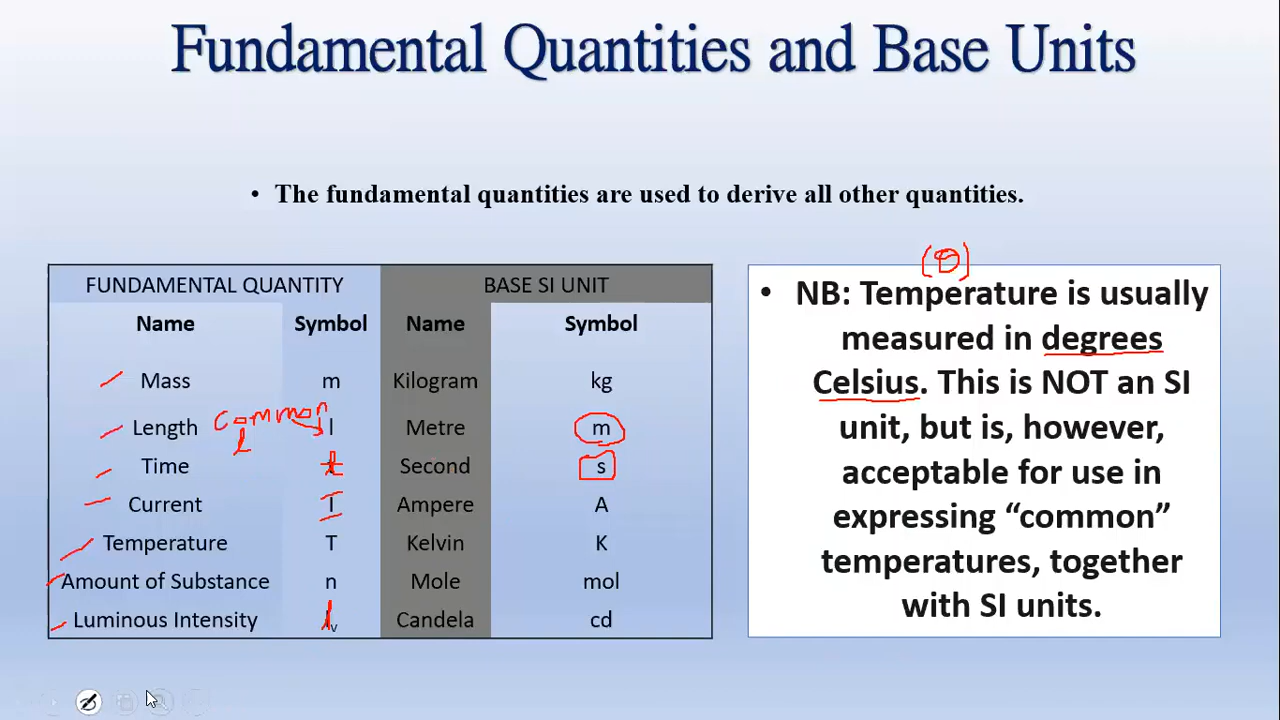 Fundamental Quantities and Base Units
• The fundamental quantities are used to derive all other quantities.
FUNDAMENTAL QUANTITY BASE SI UNIT
Name Symbol Name Symbol
Mass m Kilogram kg
Length common l Metre m
l
Time t Second s
Current I Ampere A
Temperature T Kelvin K
Amount of Substance n Mole mol
Luminous Intensity Iv Candela cd
(θ)
• NB: Temperature is usually
measured in degrees
Celsius. This is NOT an SI
unit, but is, however,
acceptable for use in
expressing “common”
temperatures, together
with SI units.